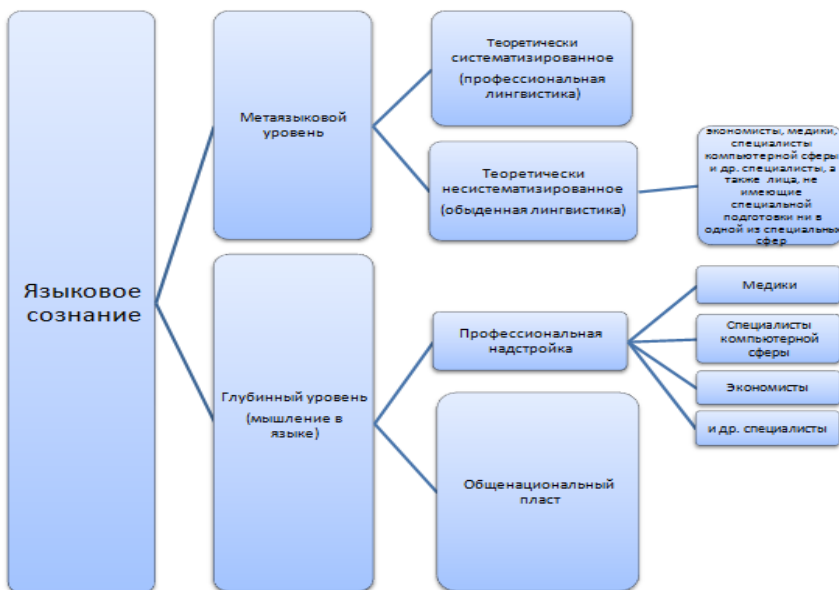 Языковое
сознание
Метаязыковой
уровень
Теоретически
систематизированное
(профессиональная
лингвистика)
Теоретически
несистематизированное
(обыденная лингвистика)
экономисты, медики,
специалисты
компьютерной сферы
и др. специалисты, а
также лица, не
имеющие
специальной
подготовки ни в
одной из специальных
сфер
Глубинный уровень
(мышление в
языке)
Профессиональная
надстройка
Медики
Специалисты
компьютерной
сферы
Экономисты
и др. специалисты
Общенациональный
пласт